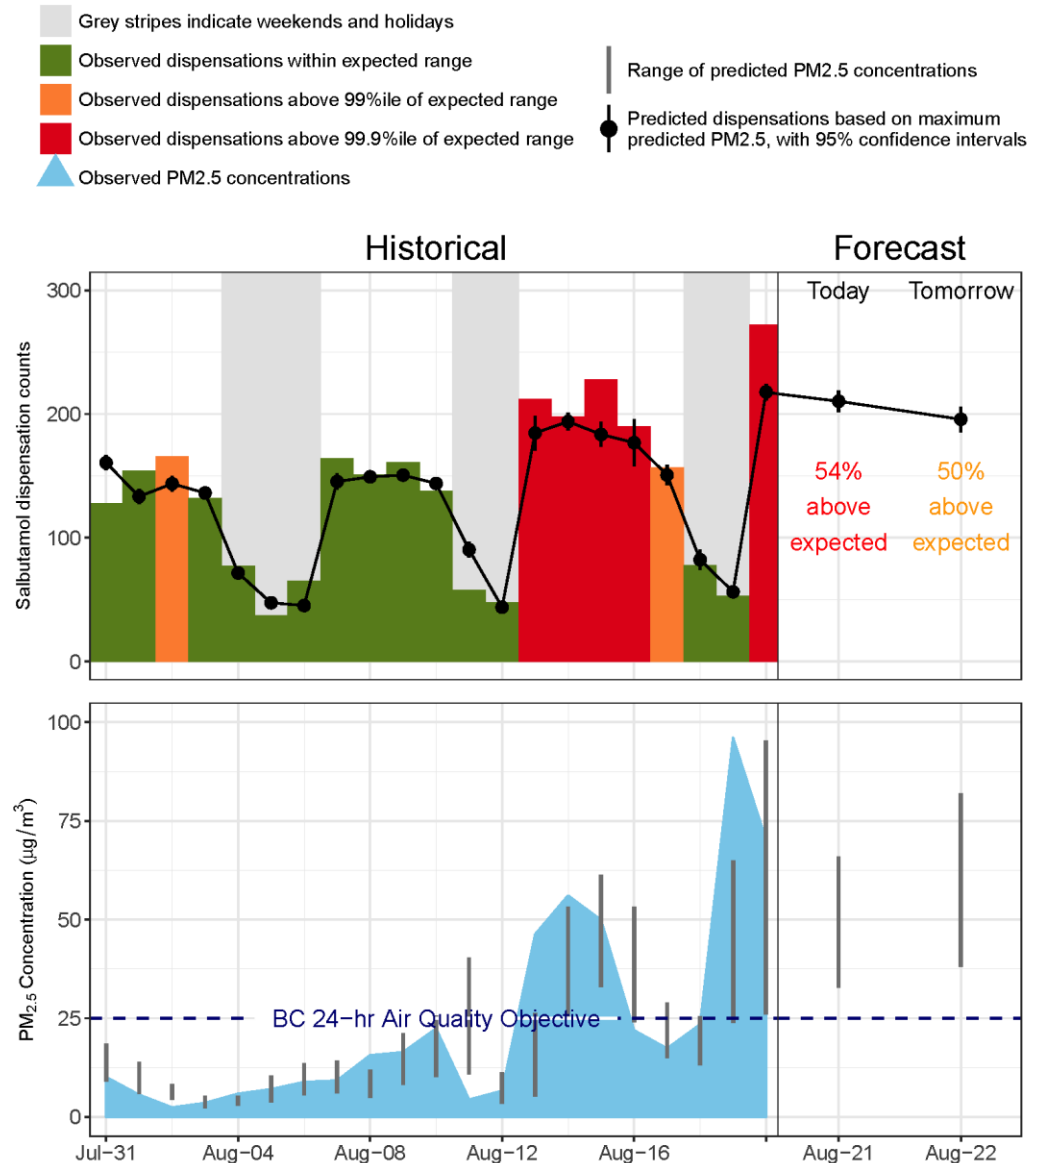 Grey stripes indicate weekends and holidays
Observed dispensations within expected range
Observed dispensations above 99%ile of expected range
Observed dispensations above 99.9%ile of expected range
Observed PM2.5 concentrations
Range of predicted PM2.5 concentrations
Predicted dispensations based on maximum
predicted PM2.5, with 95% confidence intervals
Historical
Forecast
Today
Tomorrow
Salbutamol dispensation counts
300
200
100
0
54%
above
expected
50%
above
expected
PM2.5 Concentration (μg/m³)
100
75
50
25
0
BC 24−hr Air Quality Objective
Jul−31
Aug−04
Aug−08
Aug−12
Aug−16
Aug−21
Aug−22